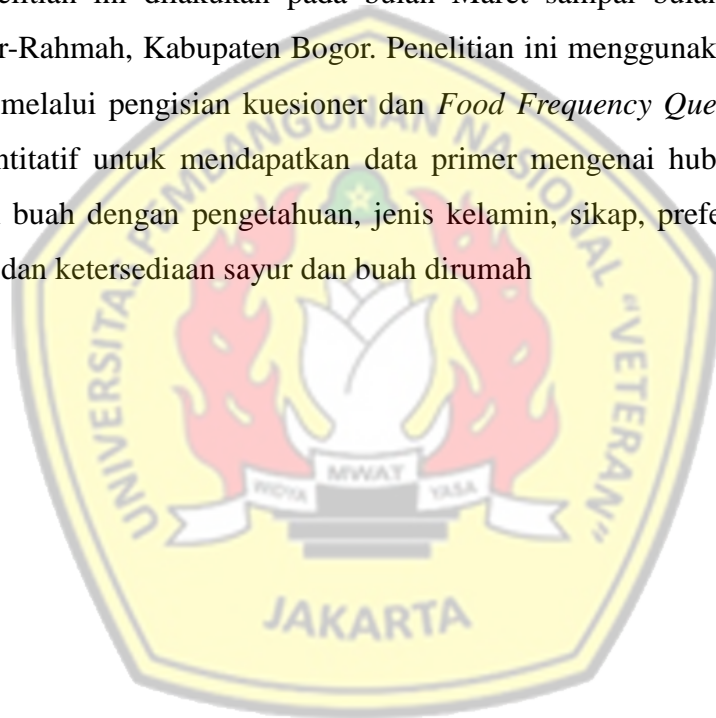 ini dilakukan pada bulan Maret sampai bulan
r-Rahmah, Kabupaten Bogor. Penelitian ini menggunak
melalui pengisian kuesioner dan Food Frequency Que
ntitatif untuk mendapatkan data primer mengenai hub
buah dengan pengetahuan, jenis kelamin, sikap, prefe
dan ketersediaan sayur dan buah dirumah
UNIVERSITAS PEMBANGUNAN NASIONAL "VETERAN"
WIDYA MWAT YASA
JAKARTA